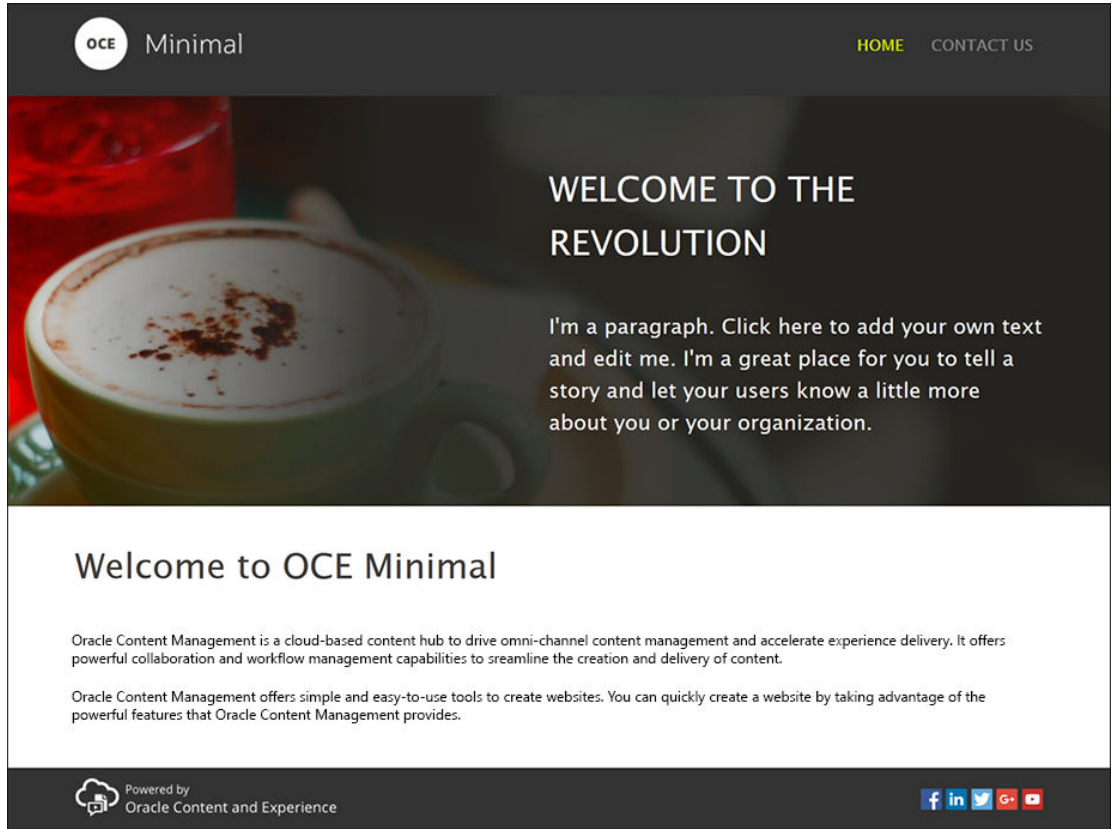 OCE Minimal
HOME CONTACT US
WELCOME TO THE
REVOLUTION
I'm a paragraph. Click here to add your own text
and edit me. I'm a great place for you to tell a
story and let your users know a little more
about you or your organization.
Welcome to OCE Minimal
Oracle Content Management is a cloud-based content hub to drive omni-channel content management and accelerate experience delivery. It offers
powerful collaboration and workflow management capabilities to sreamline the creation and delivery of content.
Oracle Content Management offers simple and easy-to-use tools to create websites. You can quickly create a website by taking advantage of the
powerful features that Oracle Content Management provides.
Powered by
Oracle Content and Experience
f in G+